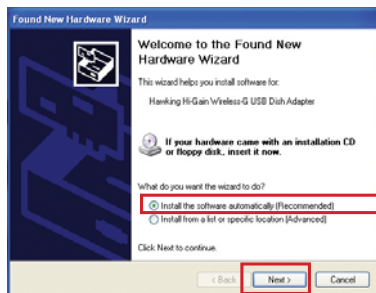 Found New Hardware Wizard
Welcome to the Found New
Hardware Wizard
This wizard helps you install software for:
Hawking Hi-Gain Wireless-G USB Dish Adapter
If your hardware came with an installation CD
or floppy disk, insert it now.
What do you want the wizard to do?
Install the software automatically (Recommended)
Install from a list or specific location (Advanced)
Click Next to continue.
< Back Next > Cancel